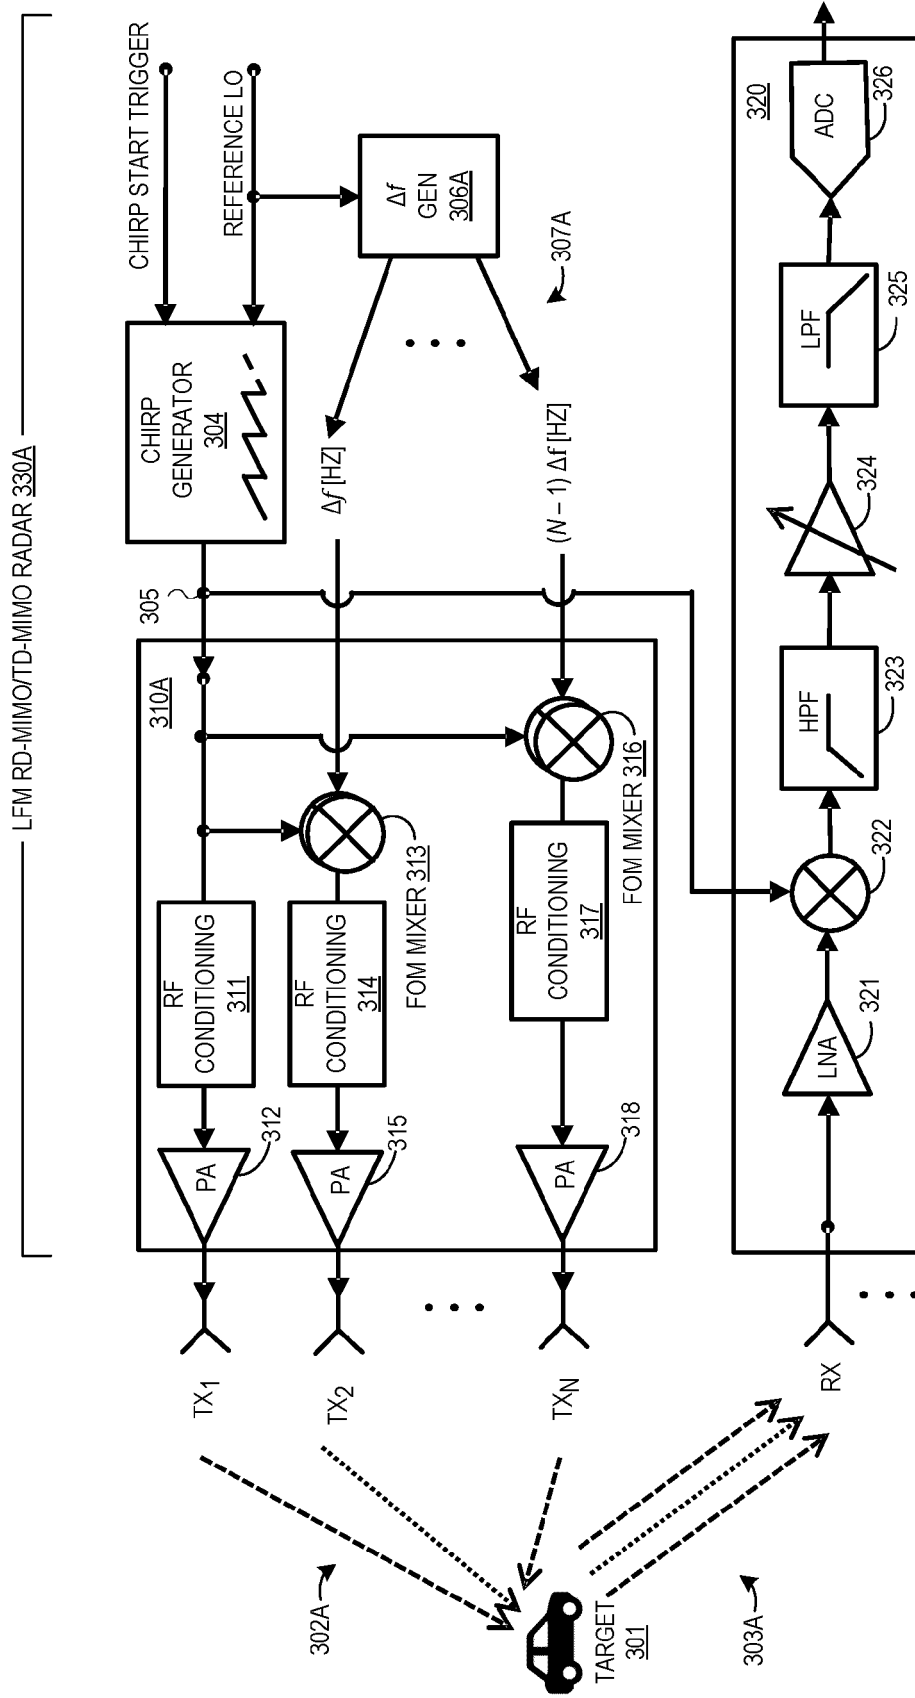 LFM RD-MIMO/TD-MIMO RADAR 330A
CHIRP START TRIGGER
REFERENCE LO
CHIRP
GENERATOR
304
Δf
GEN
306A
307A
Δf [HZ]
(N – 1) Δf [HZ]
305
310A
RF
CONDITIONING
311
PA
312
TX1
FOM MIXER 313
RF
CONDITIONING
314
PA
315
TX2
FOM MIXER 316
RF
CONDITIONING
317
PA
318
TXN
302A
TARGET
301
303A
RX
320
LNA
321
322
HPF
323
324
LPF
325
ADC
326